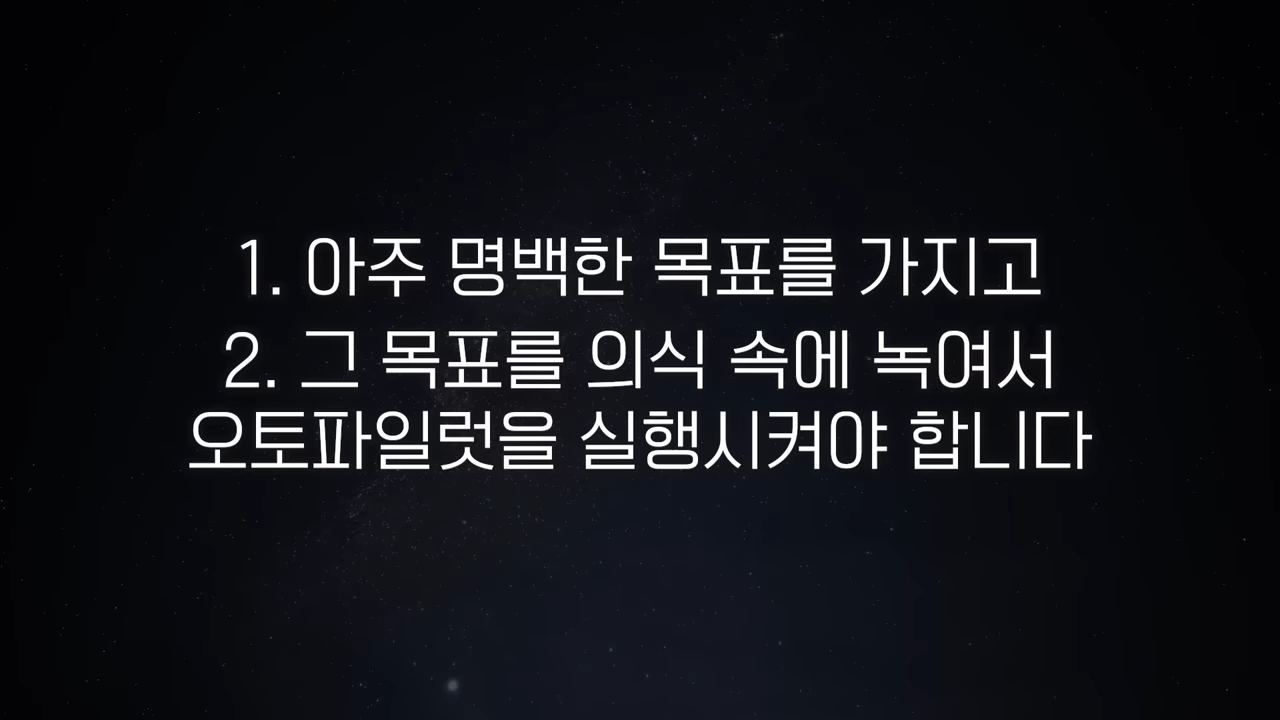 1. 아주 명백한 목표를 가지고
2. 그 목표를 의식 속에 녹여서
오토파일럿을 실행시켜야 합니다